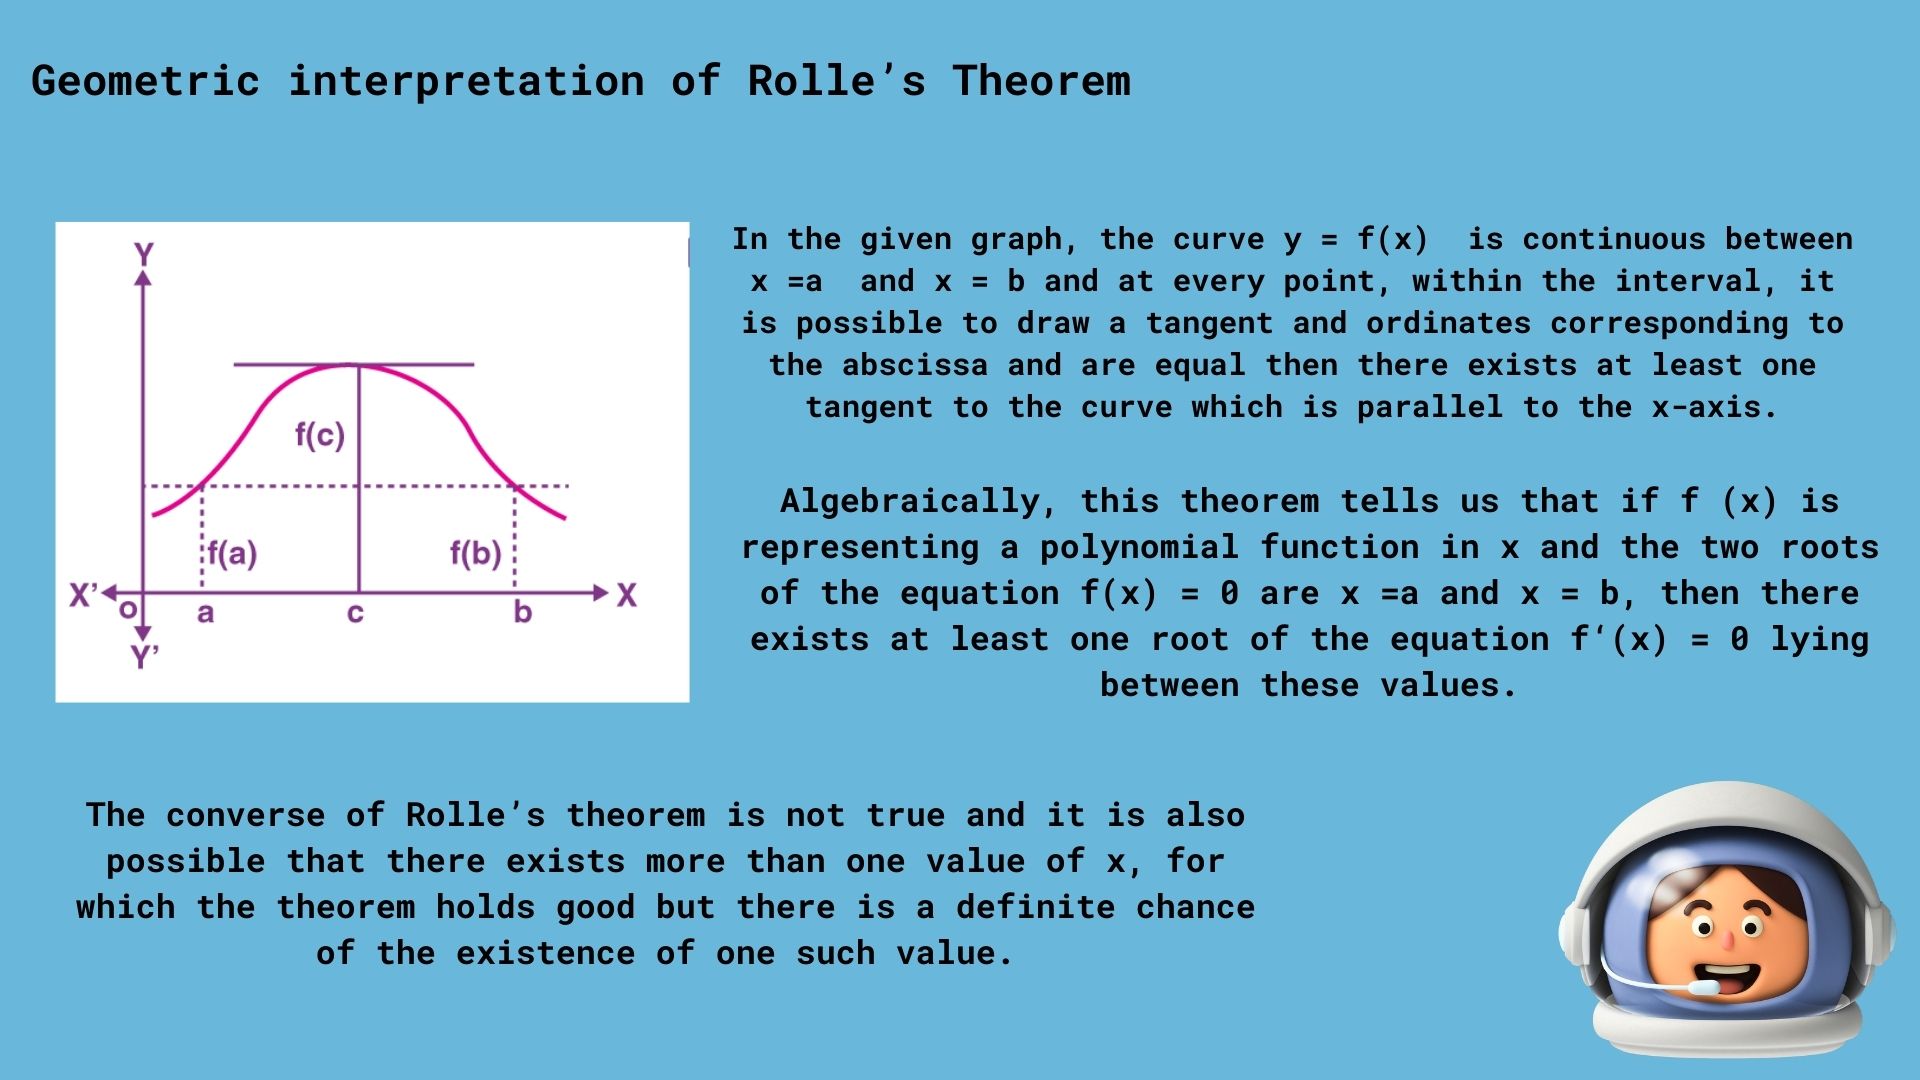 Geometric interpretation of Rolle’s Theorem
Y
f(c)
f(a)
f(b)
X’
o
a
c
b
X
Y’
In the given graph, the curve y = f(x)  is continuous between
x =a  and x = b and at every point, within the interval, it
is possible to draw a tangent and ordinates corresponding to
the abscissa and are equal then there exists at least one
tangent to the curve which is parallel to the x-axis.
Algebraically, this theorem tells us that if f (x) is
representing a polynomial function in x and the two roots
of the equation f(x) = 0 are x =a and x = b, then there
exists at least one root of the equation f‘(x) = 0 lying
between these values.
The converse of Rolle’s theorem is not true and it is also
possible that there exists more than one value of x, for
which the theorem holds good but there is a definite chance
of the existence of one such value.